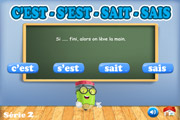 C'EST - S'EST - SAIT - SAIS
Si .... fini, alors on lève la main.
c'est s'est sait sais
Série 2